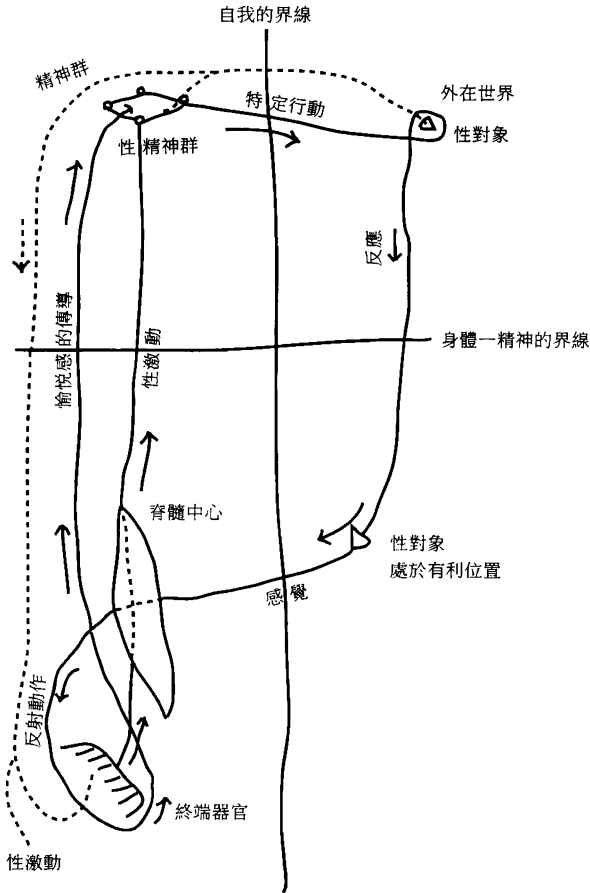 自我的界線
精神群
外在世界
特定行動
性對象
性精神群
反應
身體一精神的界線
愉悅感的傳導
性激動
脊髓中心
性對象
處於有利位置
感覺
反射動作
終端器官
性激動